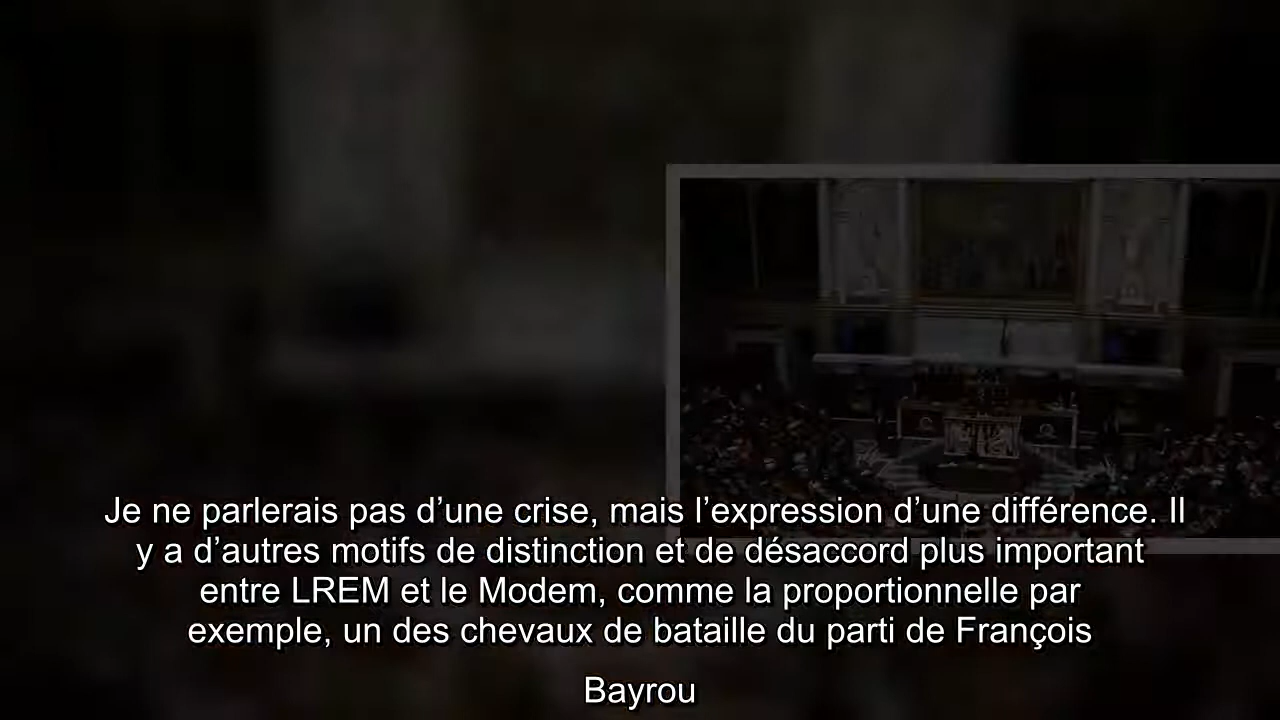 Je ne parlerais pas d’une crise, mais l’expression d’une différence. Il
y a d’autres motifs de distinction et de désaccord plus important
entre LREM et le Modem, comme la proportionnelle par
exemple, un des chevaux de bataille du parti de François
Bayrou